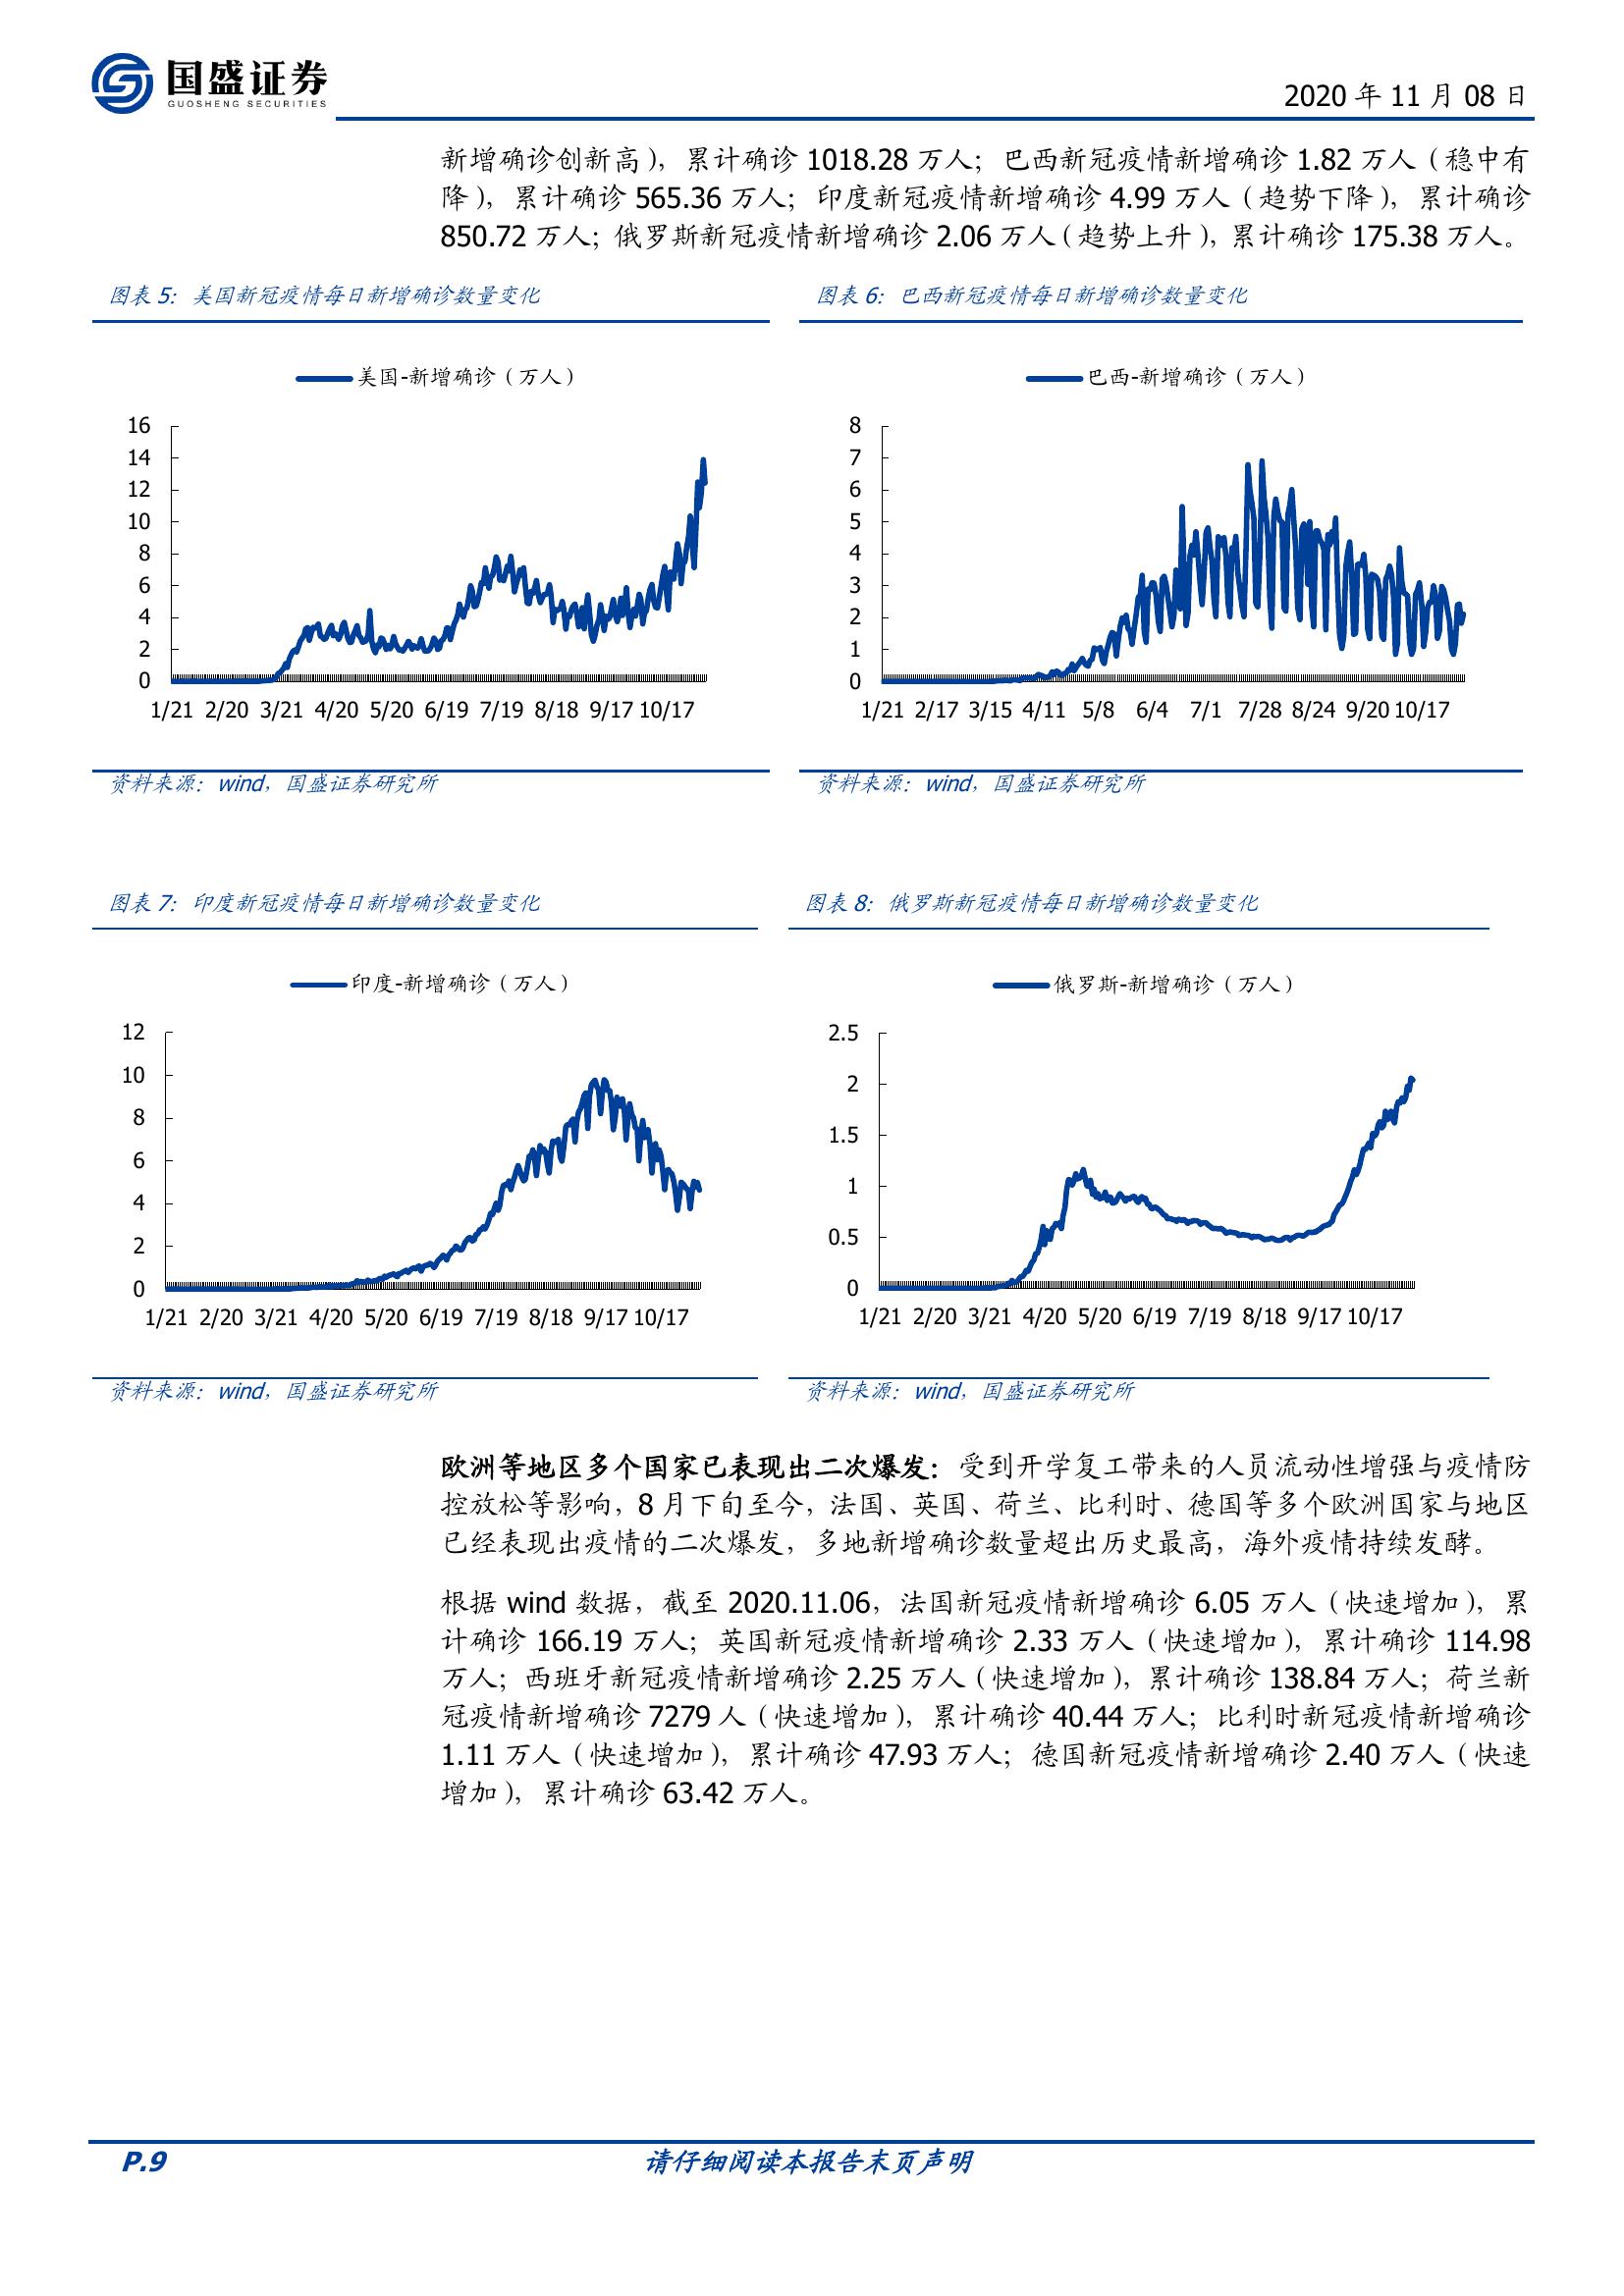 国盛证券
GUOSHENG SECURITIES
2020 年 11 月 08 日
新增确诊创新高），累计确诊 1018.28 万人；巴西新冠疫情新增确诊 1.82 万人（稳中有
降），累计确诊 565.36 万人；印度新冠疫情新增确诊 4.99 万人（趋势下降），累计确诊
850.72 万人；俄罗斯新冠疫情新增确诊 2.06 万人（趋势上升），累计确诊 175.38 万人。
图表 5：美国新冠疫情每日新增确诊数量变化
美国-新增确诊（万人）
16
14
12
10
8
6
4
2
0
1/21 2/20 3/21 4/20 5/20 6/19 7/19 8/18 9/17 10/17
资料来源：wind，国盛证券研究所
图表 6：巴西新冠疫情每日新增确诊数量变化
巴西-新增确诊（万人）
8
7
6
5
4
3
2
1
0
1/21 2/17 3/15 4/11 5/8 6/4 7/1 7/28 8/24 9/20 10/17
资料来源：wind，国盛证券研究所
图表 7：印度新冠疫情每日新增确诊数量变化
印度-新增确诊（万人）
12
10
8
6
4
2
0
1/21 2/20 3/21 4/20 5/20 6/19 7/19 8/18 9/17 10/17
资料来源：wind，国盛证券研究所
图表 8：俄罗斯新冠疫情每日新增确诊数量变化
俄罗斯-新增确诊（万人）
2.5
2
1.5
1
0.5
0
1/21 2/20 3/21 4/20 5/20 6/19 7/19 8/18 9/17 10/17
资料来源：wind，国盛证券研究所
欧洲等地区多个国家已表现出二次爆发：受到开学复工带来的人员流动性增强与疫情防
控放松等影响，8 月下旬至今，法国、英国、荷兰、比利时、德国等多个欧洲国家与地区
已经表现出疫情的二次爆发，多地新增确诊数量超出历史最高，海外疫情持续发酵。
根据 wind 数据，截至 2020.11.06，法国新冠疫情新增确诊 6.05 万人（快速增加），累
计确诊 166.19 万人；英国新冠疫情新增确诊 2.33 万人（快速增加），累计确诊 114.98
万人；西班牙新冠疫情新增确诊 2.25 万人（快速增加），累计确诊 138.84 万人；荷兰新
冠疫情新增确诊 7279 人（快速增加），累计确诊 40.44 万人；比利时新冠疫情新增确诊
1.11 万人（快速增加），累计确诊 47.93 万人；德国新冠疫情新增确诊 2.40 万人（快速
增加），累计确诊 63.42 万人。
P.9
请仔细阅读本报告末页声明